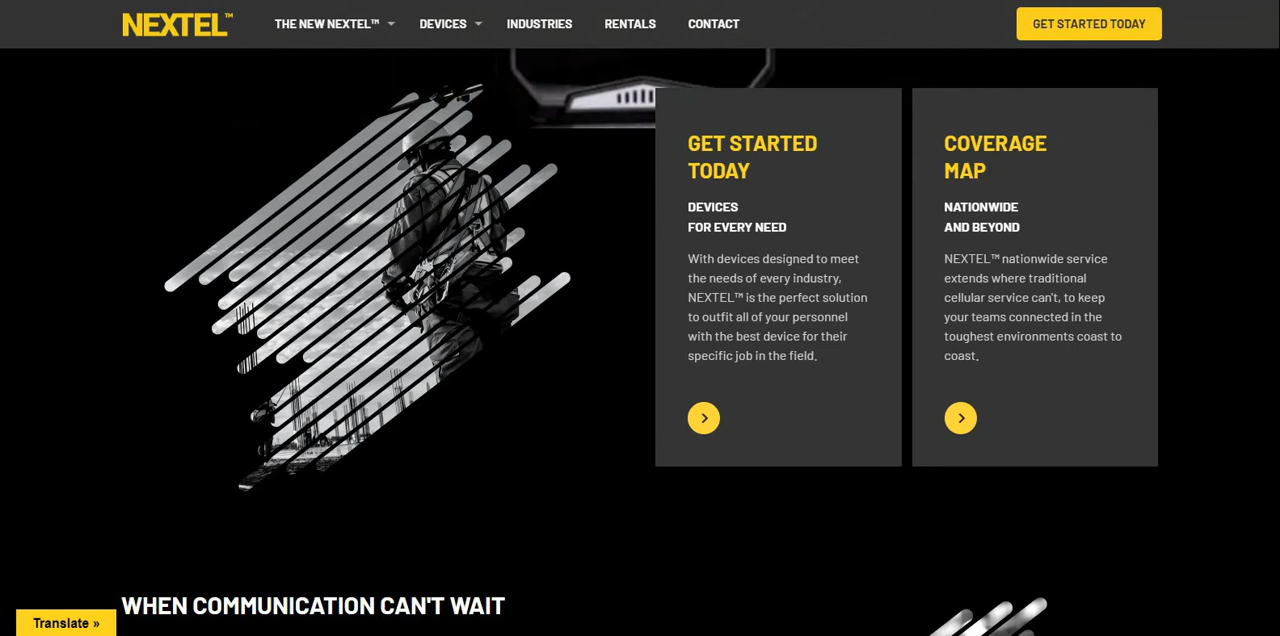 NEXTEL™
THE NEW NEXTEL™
DEVICES
INDUSTRIES
RENTALS
CONTACT
GET STARTED TODAY
GET STARTED
TODAY
DEVICES
FOR EVERY NEED
With devices designed to meet
the needs of every industry,
NEXTEL™ is the perfect solution
to outfit all of your personnel
with the best device for their
specific job in the field.
COVERAGE
MAP
NATIONWIDE
AND BEYOND
NEXTEL™ nationwide service
extends where traditional
cellular service can't, to keep
your teams connected in the
toughest environments coast to
coast.
WHEN COMMUNICATION CAN'T WAIT
Translate »